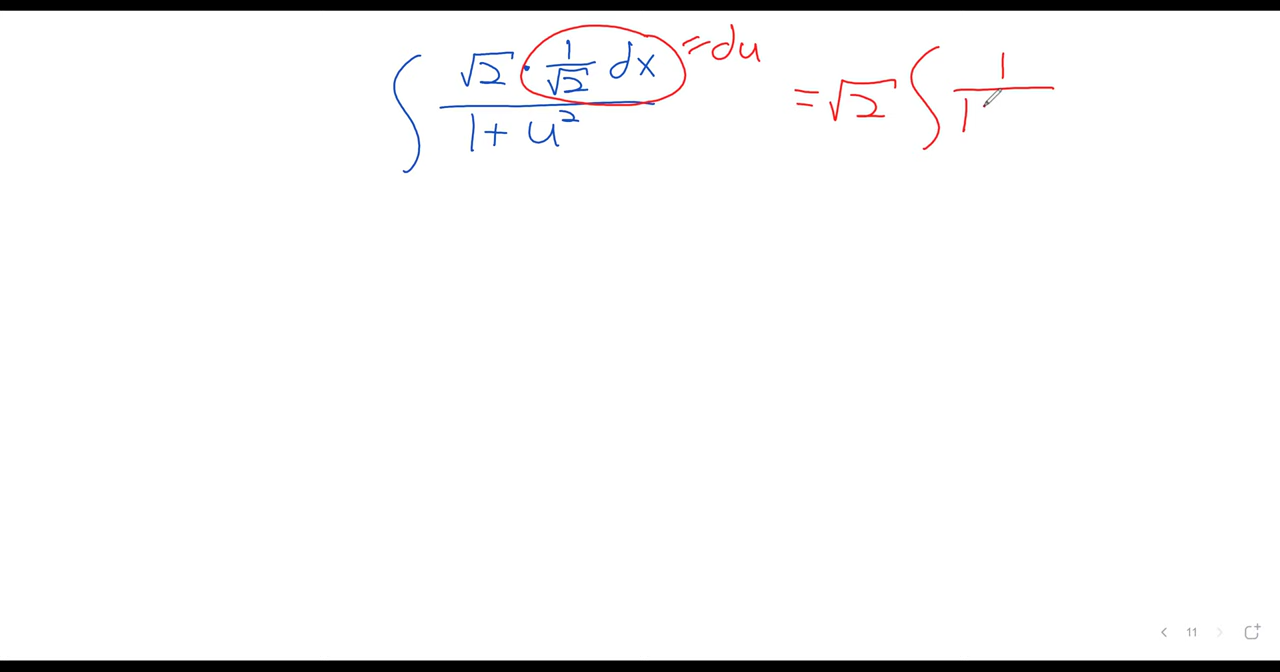 ∫ (√2 · 1/√2 dx)/(1 + u²) = du = √2 ∫ 1/1
11